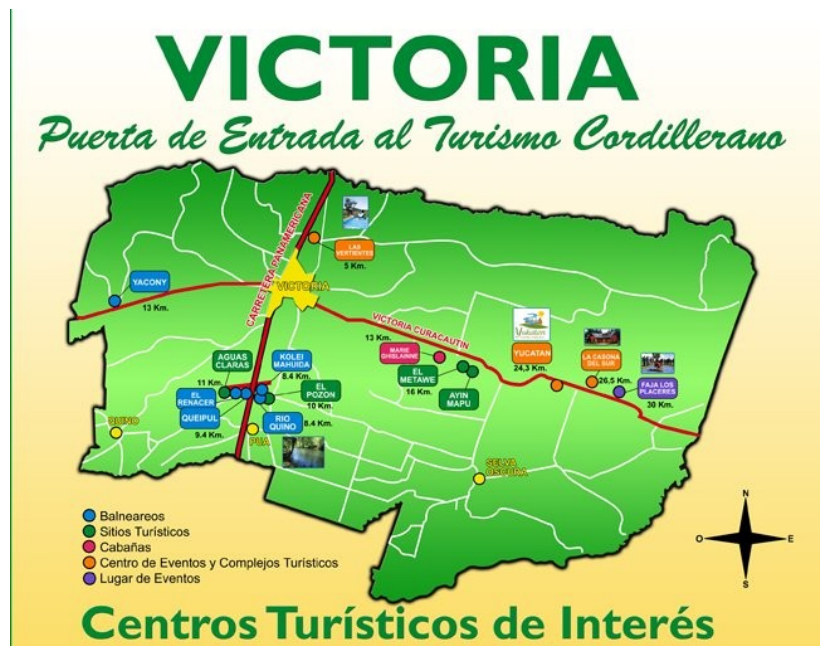 VICTORIA
Puerta de Entrada al Turismo Cordillerano
CARRETERA PANAMERICANA
LAS
VERTIENTES
5 Km.
YACONY
13 Km.
VICTORIA
VICTORIA CURACAUTIN
13 Km.
MARIE
GHISLAINNE
EL
METAWE
16 Km.
AYIN
MAPU
YUCATAN
24,3 Km.
LA CASONA
DEL SUR
26,5 Km.
FAJA LOS
PLACERES
30 Km.
AGUAS
CLARAS
11 Km.
KOLEI
MAHUIDA
8.4 Km.
EL
RENACER
EL
POZON
10 Km.
QUEIPUL
9.4 Km.
RIO
QUINO
8.4 Km.
QUINO
PUA
SELVA
OSCURA
Balneareos
Sitios Turísticos
Cabañas
Centro de Eventos y Complejos Turísticos
Lugar de Eventos
N
O
E
S
Centros Turísticos de Interés